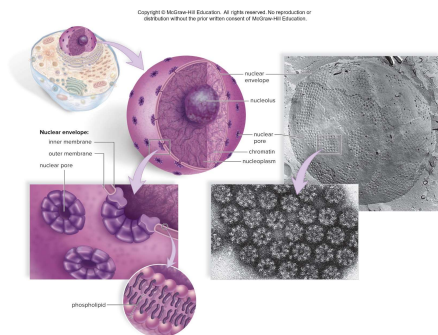 Copyright © McGraw-Hill Education. All rights reserved. No reproduction or
distribution without the prior written consent of McGraw-Hill Education.
nuclear
envelope
nucleolus
nuclear
pore
chromatin
nucleoplasm
Nuclear envelope:
inner membrane
outer membrane
nuclear pore
phospholipid